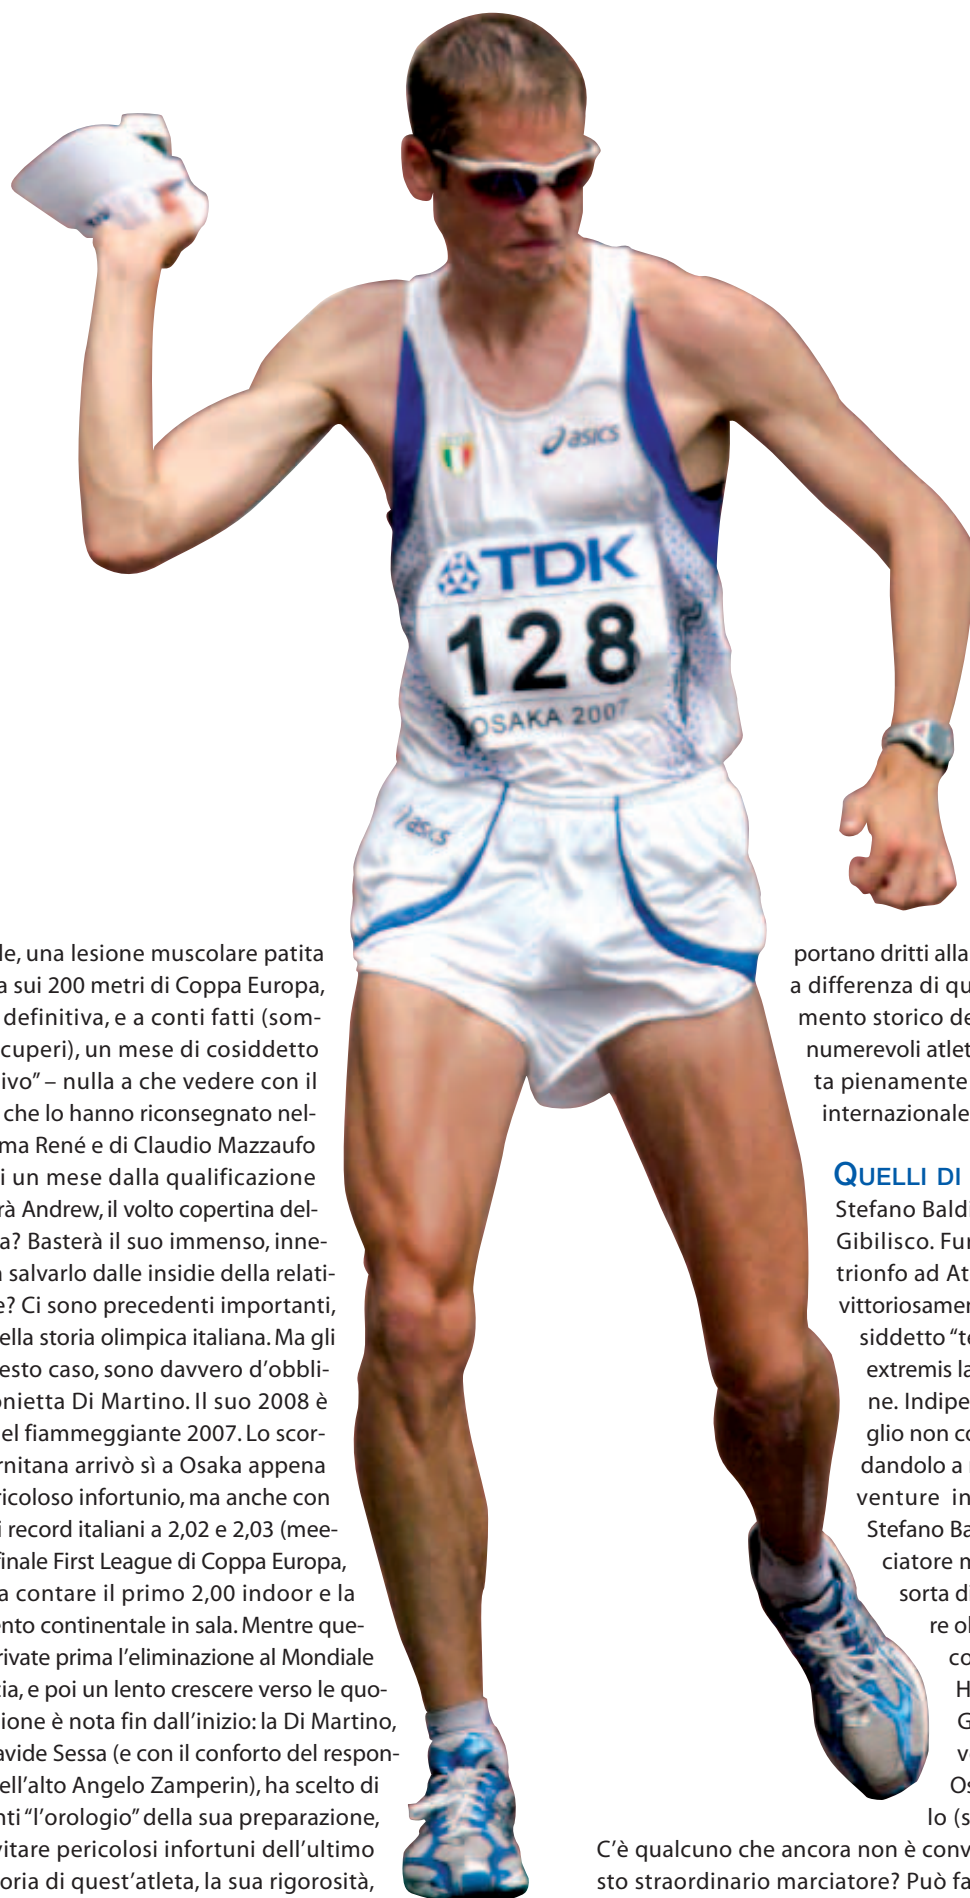 asics
TDK
128
OSAKA 2007
asics
le, una lesione muscolare patita
a sui 200 metri di Coppa Europa,
definitiva, e a conti fatti (som-
cuperi), un mese di cosiddetto
ivo” – nulla a che vedere con il
che lo hanno riconsegnato nel-
ma René e di Claudio Mazzaufo
i un mese dalla qualificazione
rà Andrew, il volto copertina del-
a? Basterà il suo immenso, inne-
a salvarlo dalle insidie della relati-
e? Ci sono precedenti importanti,
ella storia olimpica italiana. Ma gli
esto caso, sono davvero d’obbli-
onietta Di Martino. Il suo 2008 è
el fiammeggiante 2007. Lo scor-
rnitana arrivò sì a Osaka appena
ricoloso infortunio, ma anche con
i record italiani a 2,02 e 2,03 (mee-
finale First League di Coppa Europa,
a contare il primo 2,00 indoor e la
nto continentale in sala. Mentre que-
rivate prima l’eliminazione al Mondiale
cia, e poi un lento crescere verso le quo-
ione è nota fin dall’inizio: la Di Martino,
avide Sessa (e con il conforto del respon-
ell’alto Angelo Zamperin), ha scelto di
nti “l’orologio” della sua preparazione,
vitare pericolosi infortuni dell’ultimo
oria di quest’atleta, la sua rigorosità,
portano dritti alla
a differenza di qu
mento storico de
numerevoli atlet
ta pienamente
internazionale
QUELLI DI
Stefano Baldi
Gibilisco. Fur
trionfo ad At
vittoriosamer
siddetto “te
extremis la
ne. Indipe
glio non co
dandolo a r
venture in
Stefano Ba
ciatore m
sorta di
re ol
co
H
G
v
Os
lo (s
C’è qualcuno che ancora non è conv
sto straordinario marciatore? Può fa